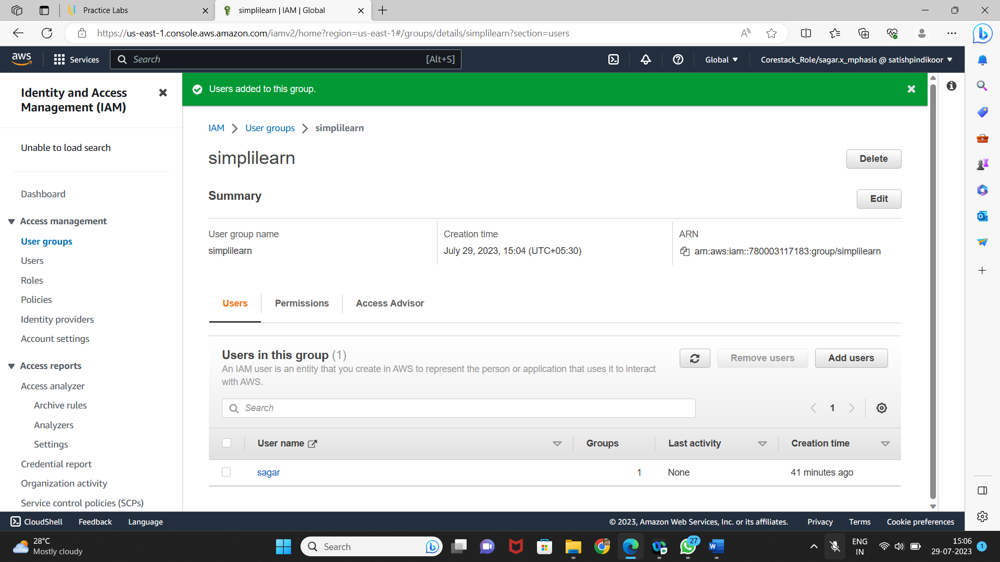 Practice Labs
simplilearn | IAM | Global
https://us-east-1.console.aws.amazon.com/iamv2/home?region=us-east-1#/groups/details/simplilearn?section=users
aws
Services
Search
[Alt+S]
Global
Corestack_Role/sagar.x_mphasis @ satishpindikoor
Identity and Access
Management (IAM)
Unable to load search
Dashboard
Access management
User groups
Users
Roles
Policies
Identity providers
Account settings
Access reports
Access analyzer
Archive rules
Analyzers
Settings
Credential report
Organization activity
Service control policies (SCPs)
Users added to this group.
IAM
User groups
simplilearn
simplilearn
Delete
Summary
Edit
User group name
simplilearn
Creation time
July 29, 2023, 15:04 (UTC+05:30)
ARN
arn:aws:iam::780003117183:group/simplilearn
Users
Permissions
Access Advisor
Users in this group (1)
An IAM user is an entity that you create in AWS to represent the person or application that uses it to interact
with AWS.
Remove users
Add users
Search
1
User name
Groups
Last activity
Creation time
sagar
1
None
41 minutes ago
CloudShell
Feedback
Language
© 2023, Amazon Web Services, Inc. or its affiliates.
Privacy
Terms
Cookie preferences
28°C
Mostly cloudy
Search
27
ENG
IN
15:06
29-07-2023
1